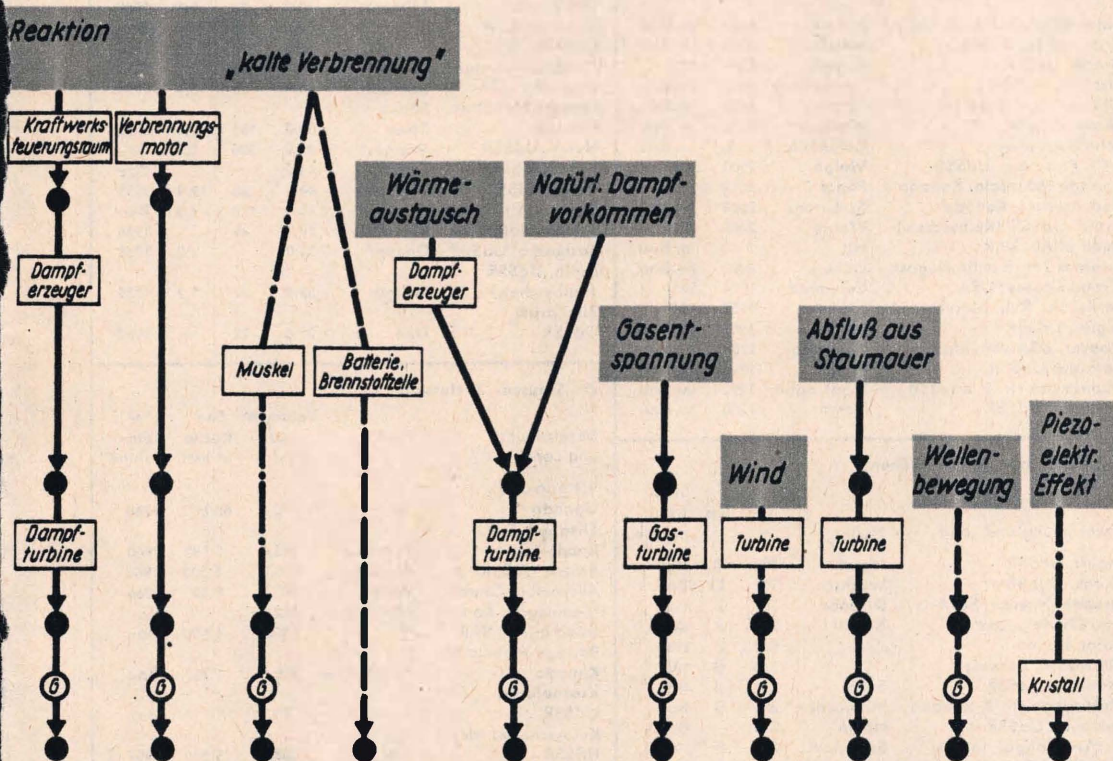 Reaktion
„kalte Verbrennung"
Kraftwerks
feuerungsraum
Verbrennungs-
motor
Wärme-
austausch
Natürl. Dampf-
vorkommen
Dampf-
erzeuger
Dampf-
erzeuger
Gasent-
spannung
Abfluß aus
Staumauer
Muskel
Batterie,
Brennstoffzelle
Piezo-
elektr.
Effekt
Wind
Wellen-
bewegung
Dampf-
turbine
Dampf-
turbine
Gas-
turbine
Turbine
Turbine
Kristall
G
G
G
G
G
G
G
G